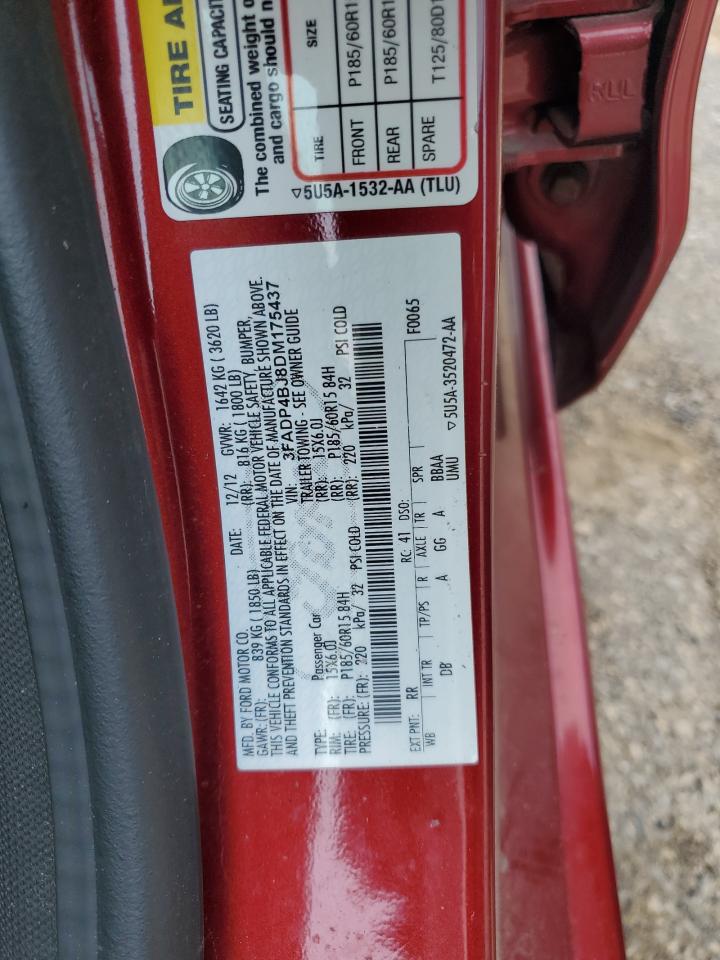 TIRE A
SEATING CAPACIT
The combined weight o
and cargo should n
TIRE SIZE
FRONT P185/60R1
REAR P185/60R1
SPARE T125/80D1
5U5A-1532-AA (TLU)
RLL
MFD. BY FORD MOTOR CO. DATE: 12/12 GVWR: 1642 KG ( 3620 LB)
GAWR: (FR): 839 KG ( 1850 LB) (RR): 816 KG ( 1800 LB)
THIS VEHICLE CONFORMS TO ALL APPLICABLE FEDERAL MOTOR VEHICLE SAFETY, BUMPER,
AND THEFT PREVENTION STANDARDS IN EFFECT ON THE DATE OF MANUFACTURE SHOWN ABOVE.
VIN: 3FADP4BJ8DM175437
TYPE: Passenger Car TRAILER TOWING - SEE OWNER GUIDE
RIM: (FR): 15X6.0J (RR): 15X6.0J
TIRE: (FR): P185/60R15 84H (RR): P185/60R15 84H
PRESSURE: (FR): 220 kPa/ 32 PSI COLD (RR): 220 kPa/ 32 PSI COLD
F0065
EXT PNT: RR RC: 41 DSO:
WB INT TR TP/PS R AXLE TR SPR
DB A GG A BBAA
UMU
5U5A-3520472-AA